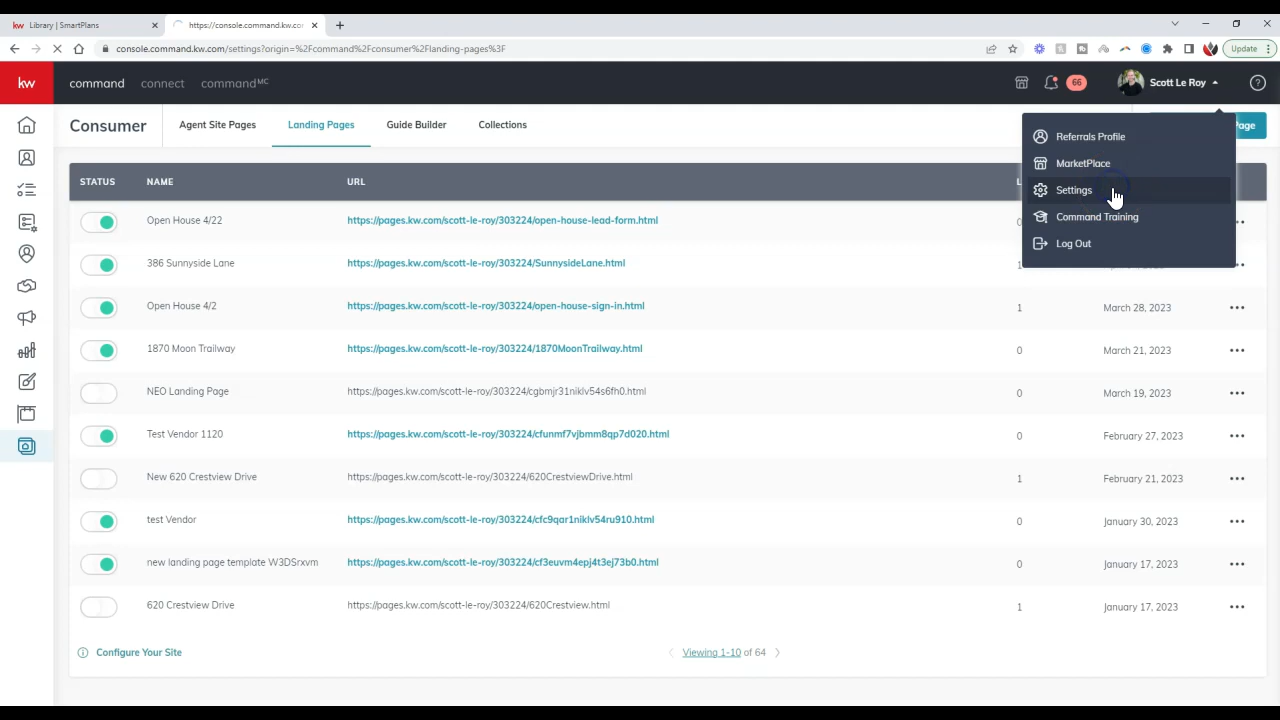 kw Library | SmartPlans
https://console.command.kw.co
console.command.kw.com/settings?origin=%2Fcommand%2Fconsumer%2Flanding-pages%3F
Update
kw command connect command MC
66
Scott Le Roy
?
Consumer Agent Site Pages Landing Pages Guide Builder Collections
Page
Referrals Profile
MarketPlace
Settings
Command Training
Log Out
STATUS NAME URL L
Open House 4/22 https://pages.kw.com/scott-le-roy/303224/open-house-lead-form.html 0
386 Sunnyside Lane https://pages.kw.com/scott-le-roy/303224/SunnysideLane.html 1
Open House 4/2 https://pages.kw.com/scott-le-roy/303224/open-house-sign-in.html 1 March 28, 2023
1870 Moon Trailway https://pages.kw.com/scott-le-roy/303224/1870MoonTrailway.html 0 March 21, 2023
NEO Landing Page https://pages.kw.com/scott-le-roy/303224/cgbmjr31niklv54s6fh0.html 0 March 19, 2023
Test Vendor 1120 https://pages.kw.com/scott-le-roy/303224/cfunmf7vjbmm8qp7d020.html 0 February 27, 2023
New 620 Crestview Drive https://pages.kw.com/scott-le-roy/303224/620CrestviewDrive.html 1 February 21, 2023
test Vendor https://pages.kw.com/scott-le-roy/303224/cfc9qar1niklv54ru910.html 0 January 30, 2023
new landing page template W3DSrxvm https://pages.kw.com/scott-le-roy/303224/cf3euvm4epj4t3ej73b0.html 0 January 17, 2023
620 Crestview Drive https://pages.kw.com/scott-le-roy/303224/620Crestview.html 1 January 17, 2023
Configure Your Site
Viewing 1-10 of 64